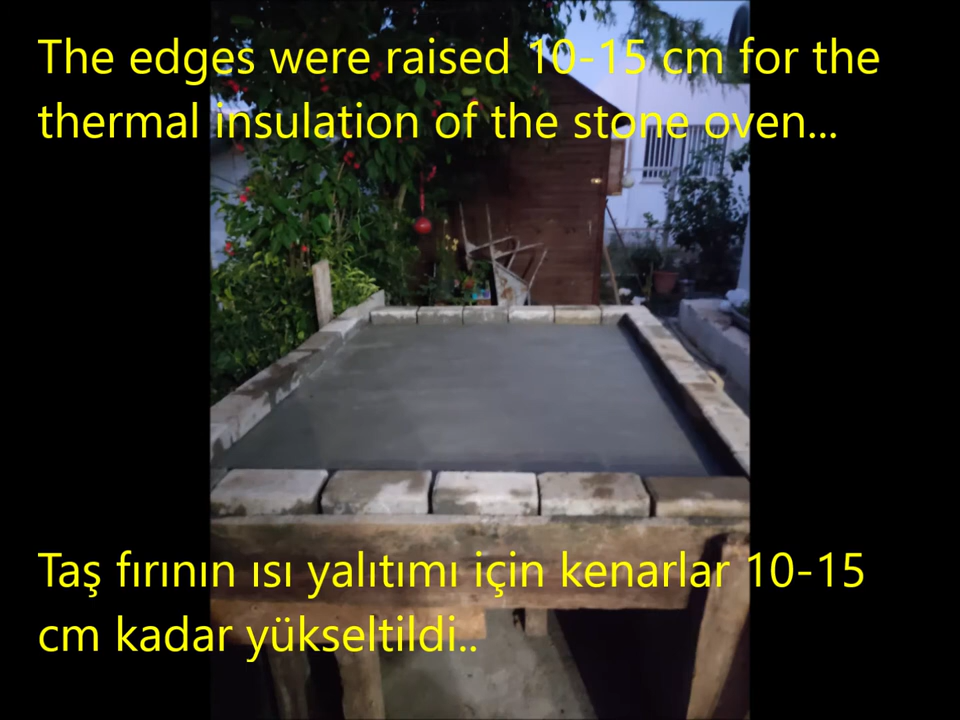 The edges were raised 10-15 cm for the
thermal insulation of the stone oven...
Taş fırının ısı yalıtımı için kenarlar 10-15
cm kadar yükseltildi..